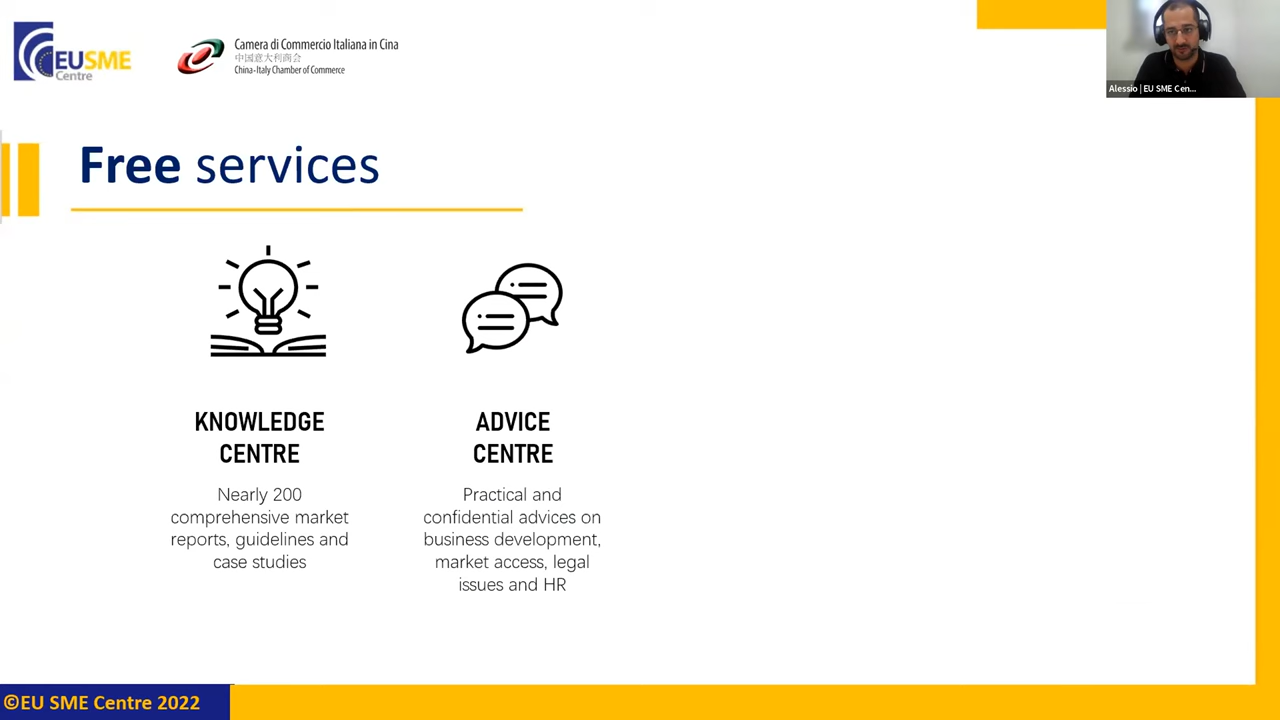 EUSME
Centre
Camera di Commercio Italiana in Cina
中国意大利商会
China-Italy Chamber of Commerce
Alessio | EU SME Cen...
Free services
KNOWLEDGE
CENTRE
Nearly 200
comprehensive market
reports, guidelines and
case studies
ADVICE
CENTRE
Practical and
confidential advices on
business development,
market access, legal
issues and HR
©EU SME Centre 2022